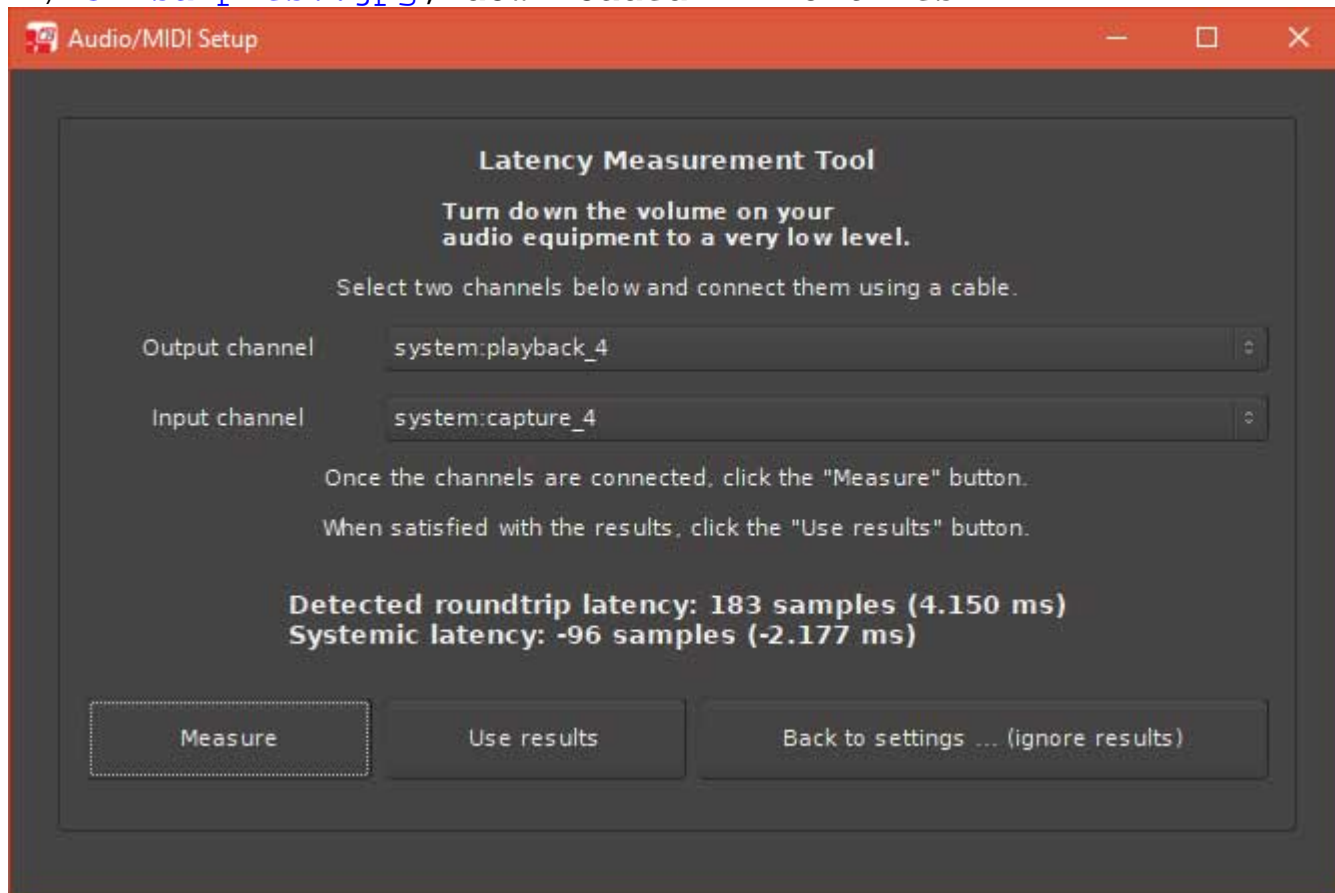 Audio/MIDI Setup
Latency Measurement Tool
Turn down the volume on your
audio equipment to a very low level.
Select two channels below and connect them using a cable.
Output channel system:playback_4
Input channel system:capture_4
Once the channels are connected, click the "Measure" button.
When satisfied with the results, click the "Use results" button.
Detected roundtrip latency: 183 samples (4.150 ms)
Systemic latency: -96 samples (-2.177 ms)
Measure Use results Back to settings ... (ignore results)